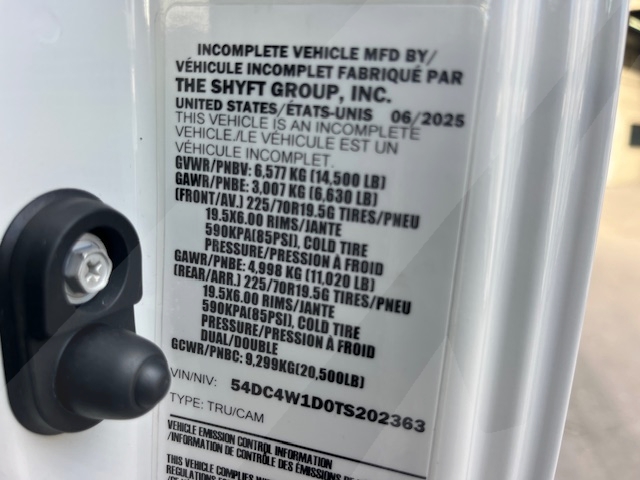 INCOMPLETE VEHICLE MFD BY/
VÉHICULE INCOMPLET FABRIQUÉ PAR
THE SHYFT GROUP, INC.
UNITED STATES/ÉTATS-UNIS 06/2025
THIS VEHICLE IS AN INCOMPLETE
VEHICLE./LE VÉHICULE EST UN
VÉHICULE INCOMPLET.
GVWR/PNBV: 6,577 KG (14,500 LB)
GAWR/PNBE: 3,007 KG (6,630 LB)
(FRONT/AV.) 225/70R19.5G TIRES/PNEU
19.5X6.00 RIMS/JANTE
590KPA(85PSI), COLD TIRE
PRESSURE/PRESSION À FROID
GAWR/PNBE: 4,998 KG (11,020 LB)
(REAR/ARR.) 225/70R19.5G TIRES/PNEU
19.5X6.00 RIMS/JANTE
590KPA(85PSI), COLD TIRE
PRESSURE/PRESSION À FROID
DUAL/DOUBLE
GCWR/PNBC: 9,299KG(20,500LB)
VIN/NIV: 54DC4W1D0TS202363
TYPE: TRU/CAM
VEHICLE EMISSION CONTROL INFORMATION
/INFORMATION DE CONTRÔLE DES ÉMISSIONS DE
THIS VEHICLE COMPLIES
REGULATIONS